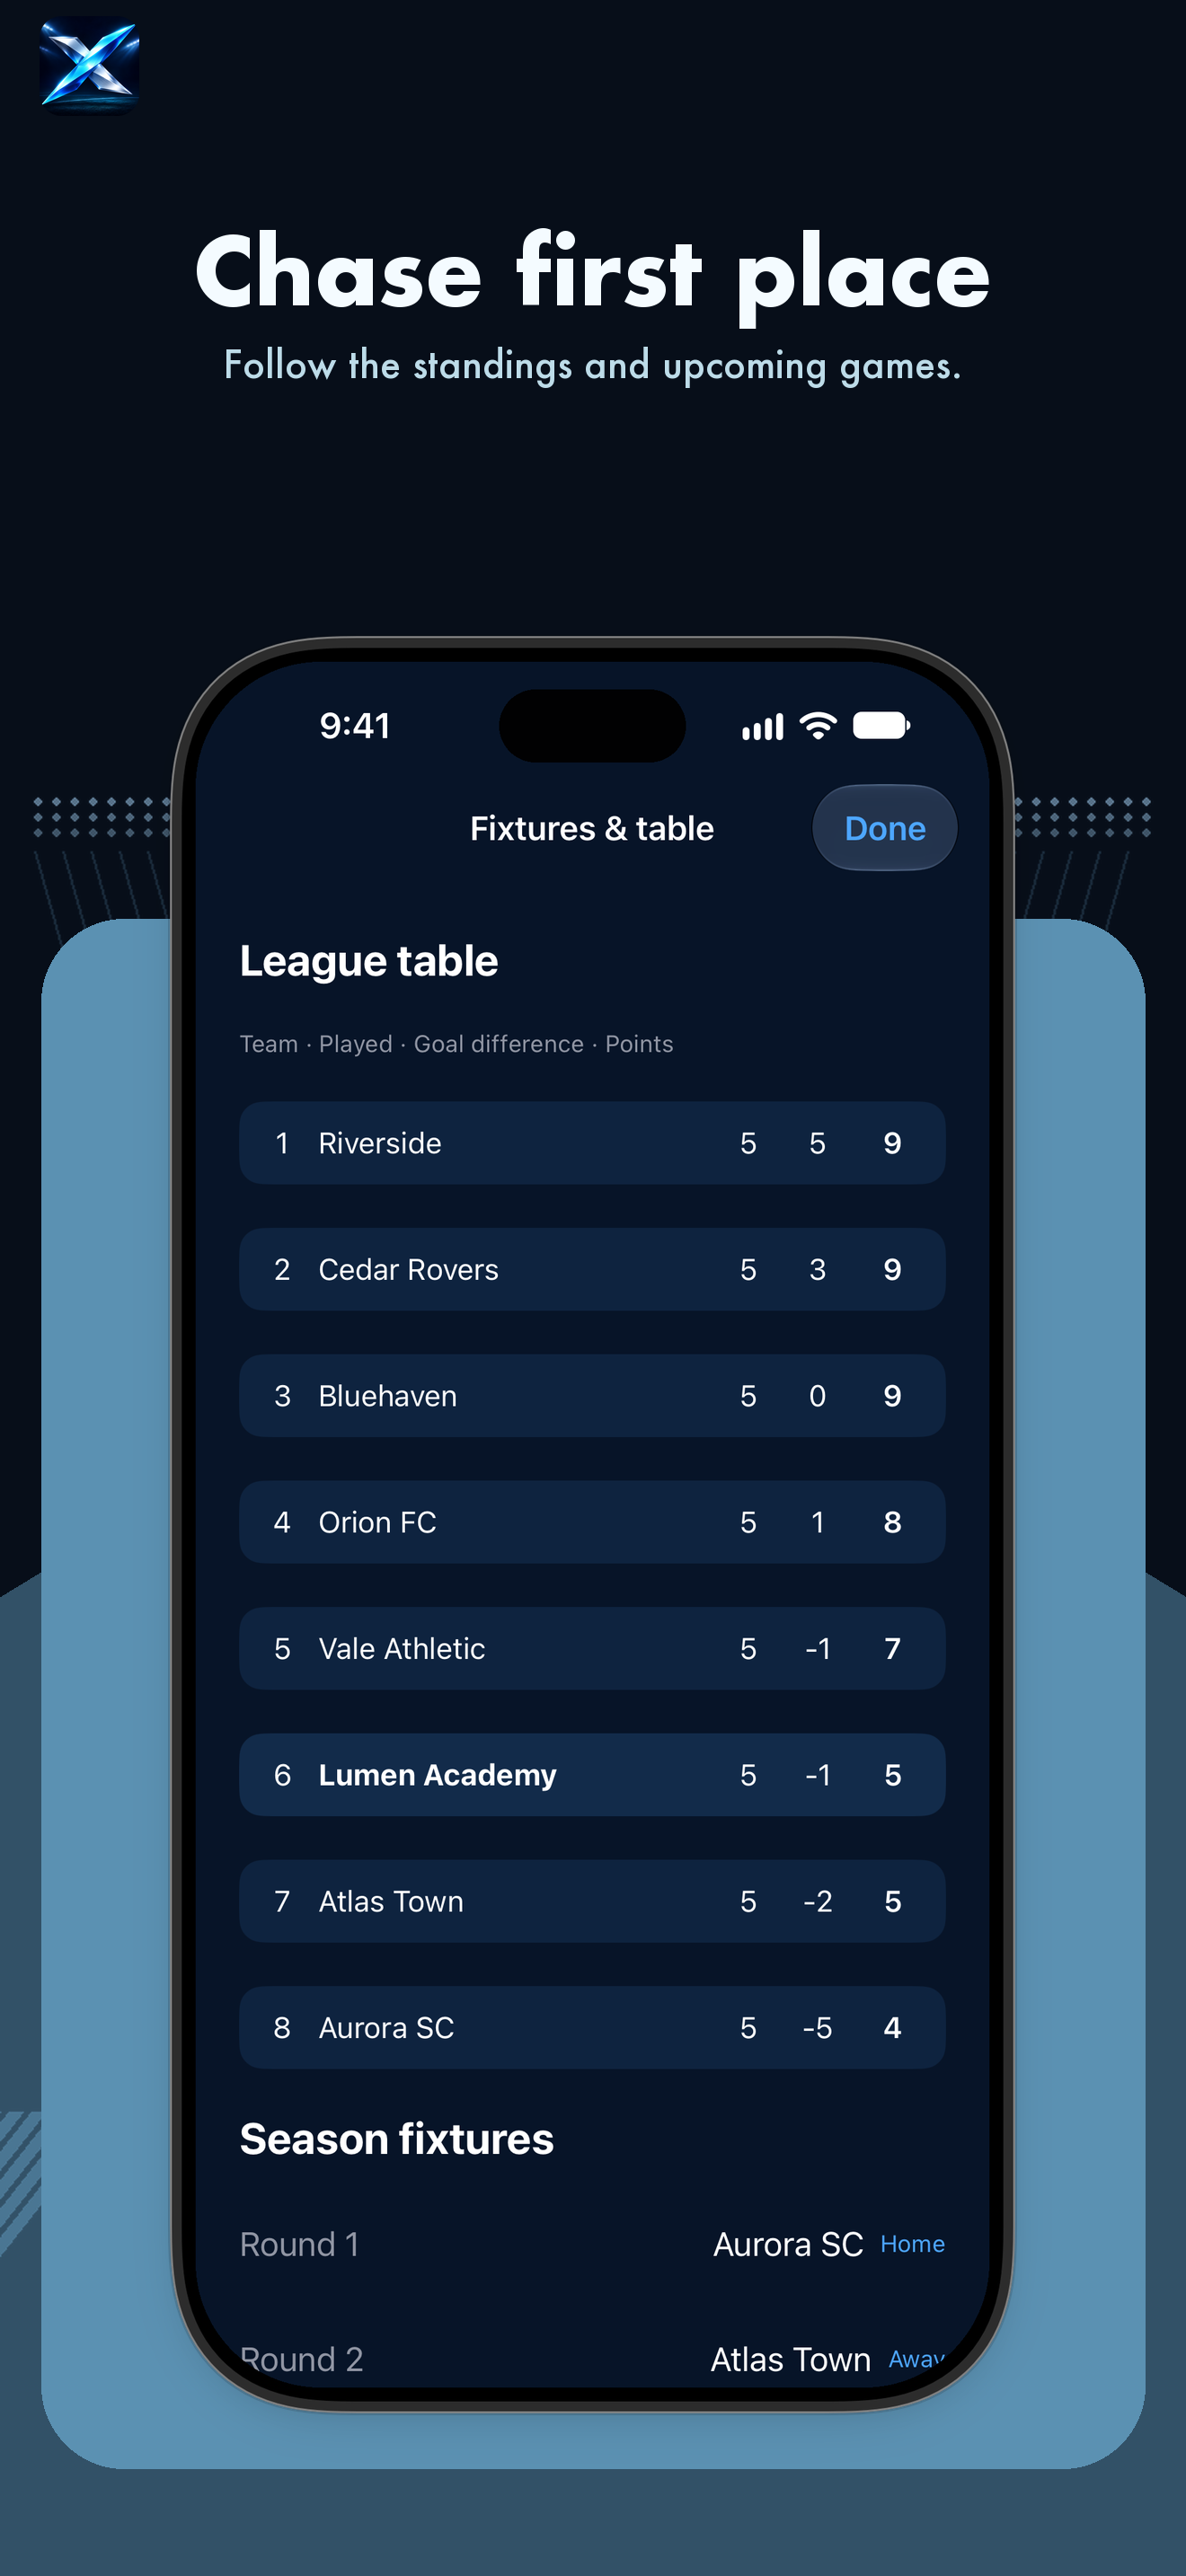 Chase first place
Follow the standings and upcoming games.
9:41
Fixtures & table
Done
League table
Team · Played · Goal difference · Points
1 Riverside 5 5 9
2 Cedar Rovers 5 3 9
3 Bluehaven 5 0 9
4 Orion FC 5 1 8
5 Vale Athletic 5 -1 7
6 Lumen Academy 5 -1 5
7 Atlas Town 5 -2 5
8 Aurora SC 5 -5 4
Season fixtures
Round 1 Aurora SC Home
Round 2 Atlas Town Away